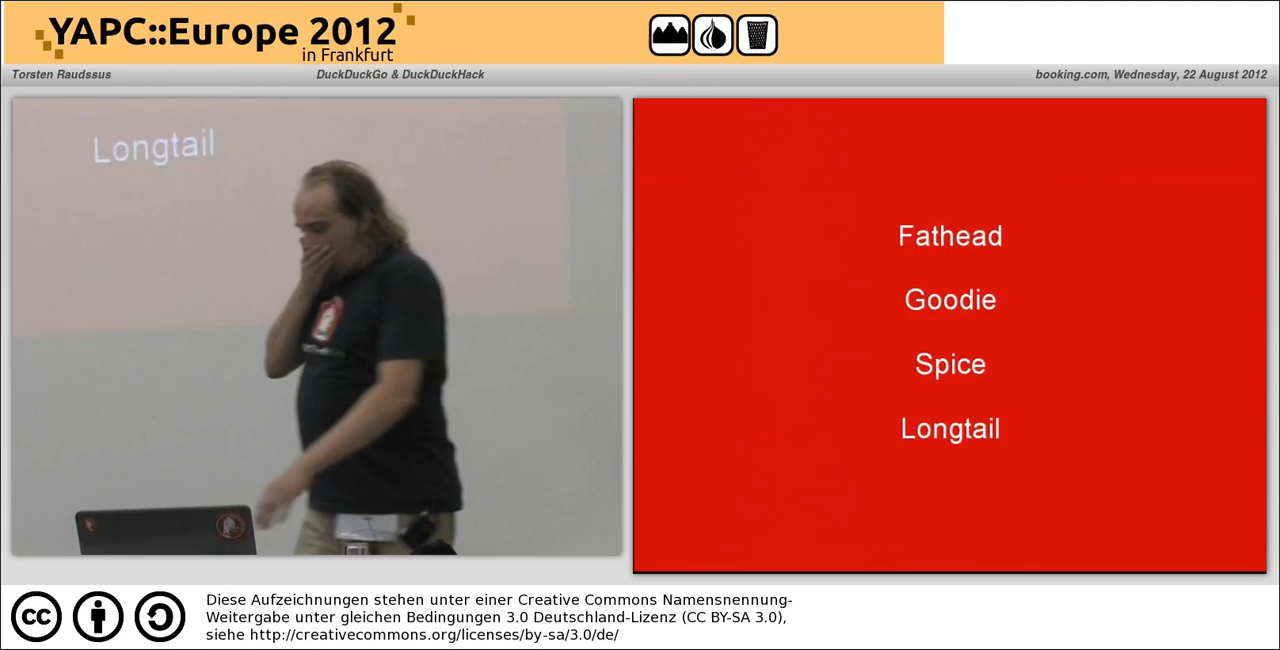 YAPC::Europe 2012
in Frankfurt
Torsten Raudssus DuckDuckGo & DuckDuckHack booking.com, Wednesday, 22 August 2012
Longtail
Fathead
Goodie
Spice
Longtail
cc
Diese Aufzeichnungen stehen unter einer Creative Commons Namensnennung-
Weitergabe unter gleichen Bedingungen 3.0 Deutschland-Lizenz (CC BY-SA 3.0),
siehe http://creativecommons.org/licenses/by-sa/3.0/de/